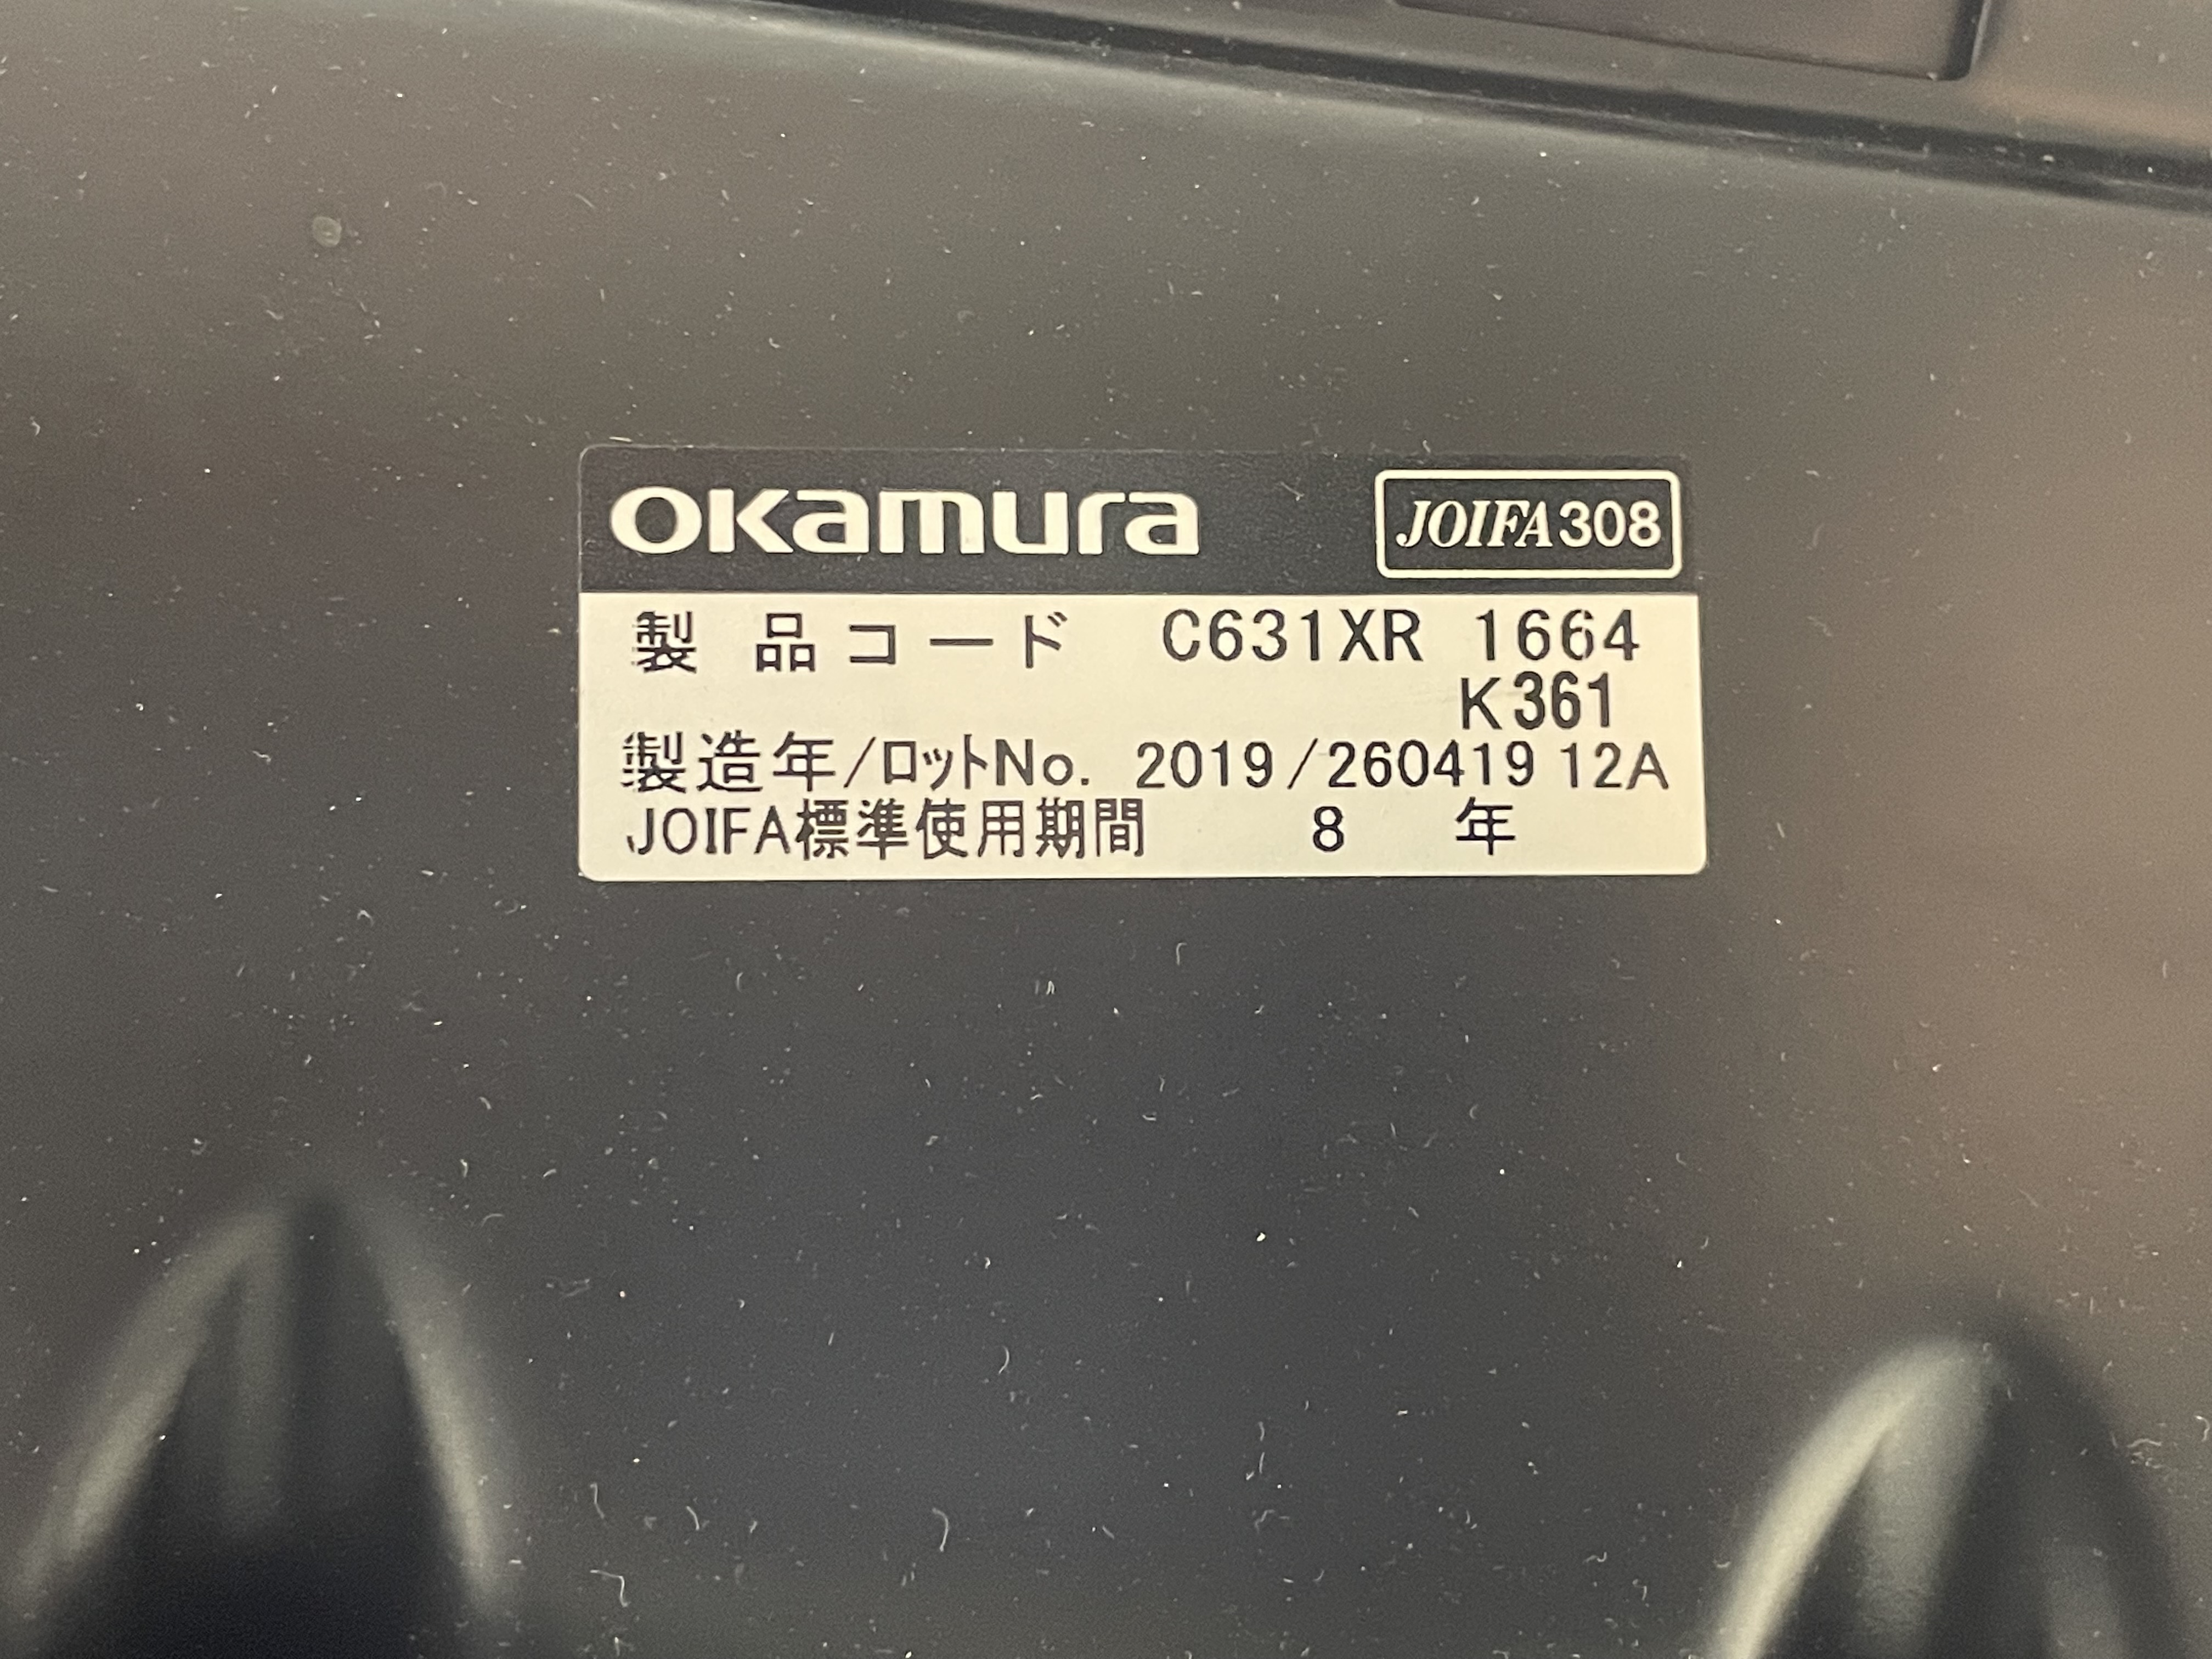 okamura JOIFA308
製品コード C631XR 1664
K361
製造年/ロットNo. 2019/260419 12A
JOIFA標準使用期間 8 年